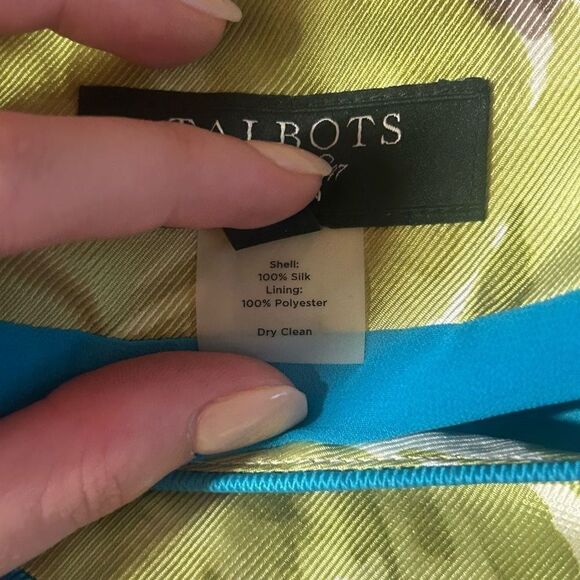 TALBOTS
Shell:
100% Silk
Lining:
100% Polyester
Dry Clean